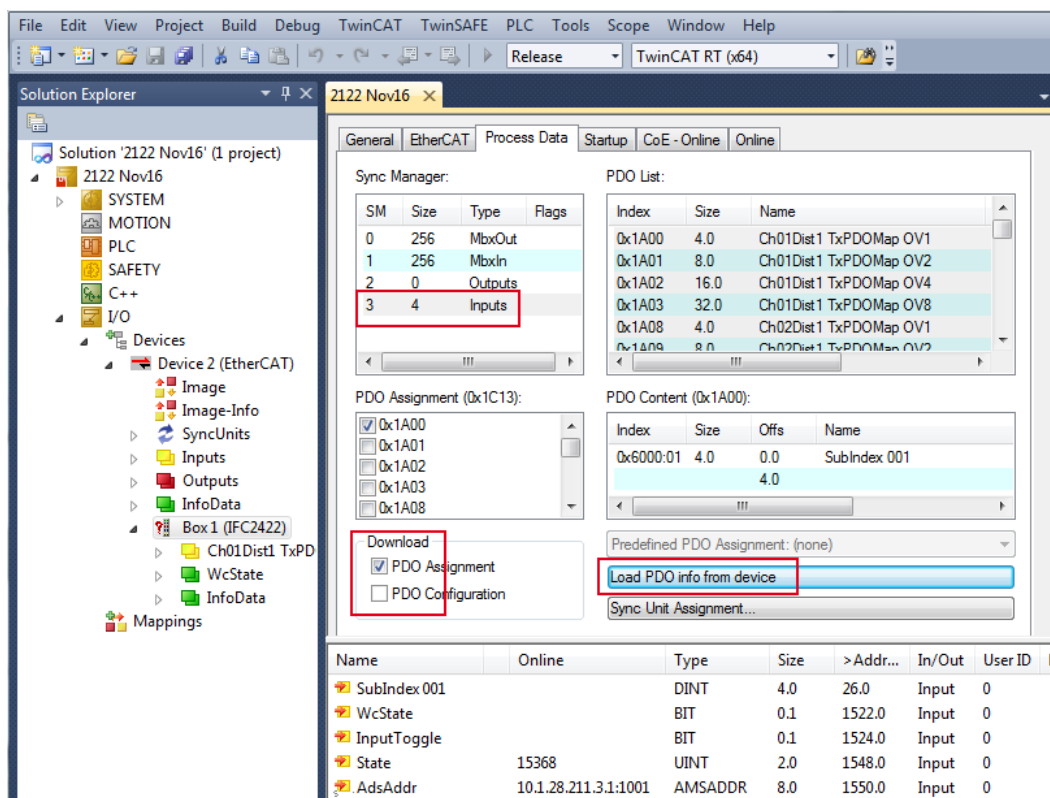 File Edit View Project Build Debug TwinCAT TwinSAFE PLC Tools Scope Window Help
Release TwinCAT RT (x64)
Solution Explorer
Solution '2122 Nov16' (1 project)
2122 Nov16
SYSTEM
MOTION
PLC
SAFETY
C++
I/O
Devices
Device 2 (EtherCAT)
Image
Image-Info
SyncUnits
Inputs
Outputs
InfoData
Box 1 (IFC2422)
Ch01Dist1 TxPD
WcState
InfoData
Mappings
2122 Nov16
General EtherCAT Process Data Startup CoE - Online Online
Sync Manager:
SM Size Type Flags
0 256 MbxOut
1 256 MbxIn
2 0 Outputs
3 4 Inputs
PDO List:
Index Size Name
0x1A00 4.0 Ch01Dist1 TxPDOMap OV1
0x1A01 8.0 Ch01Dist1 TxPDOMap OV2
0x1A02 16.0 Ch01Dist1 TxPDOMap OV4
0x1A03 32.0 Ch01Dist1 TxPDOMap OV8
0x1A08 4.0 Ch02Dist1 TxPDOMap OV1
0x1A09 8.0 Ch02Dist1 TxPDOMap OV2
PDO Assignment (0x1C13):
0x1A00
0x1A01
0x1A02
0x1A03
0x1A08
PDO Content (0x1A00):
Index Size Offs Name
0x6000:01 4.0 0.0 SubIndex 001
4.0
Download
PDO Assignment
PDO Configuration
Predefined PDO Assignment: (none)
Load PDO info from device
Sync Unit Assignment...
Name Online Type Size >Addr... In/Out User ID
SubIndex 001 DINT 4.0 26.0 Input 0
WcState BIT 0.1 1522.0 Input 0
InputToggle BIT 0.1 1524.0 Input 0
State 15368 UINT 2.0 1548.0 Input 0
AdsAddr 10.1.28.211.3.1:1001 AMSADDR 8.0 1550.0 Input 0